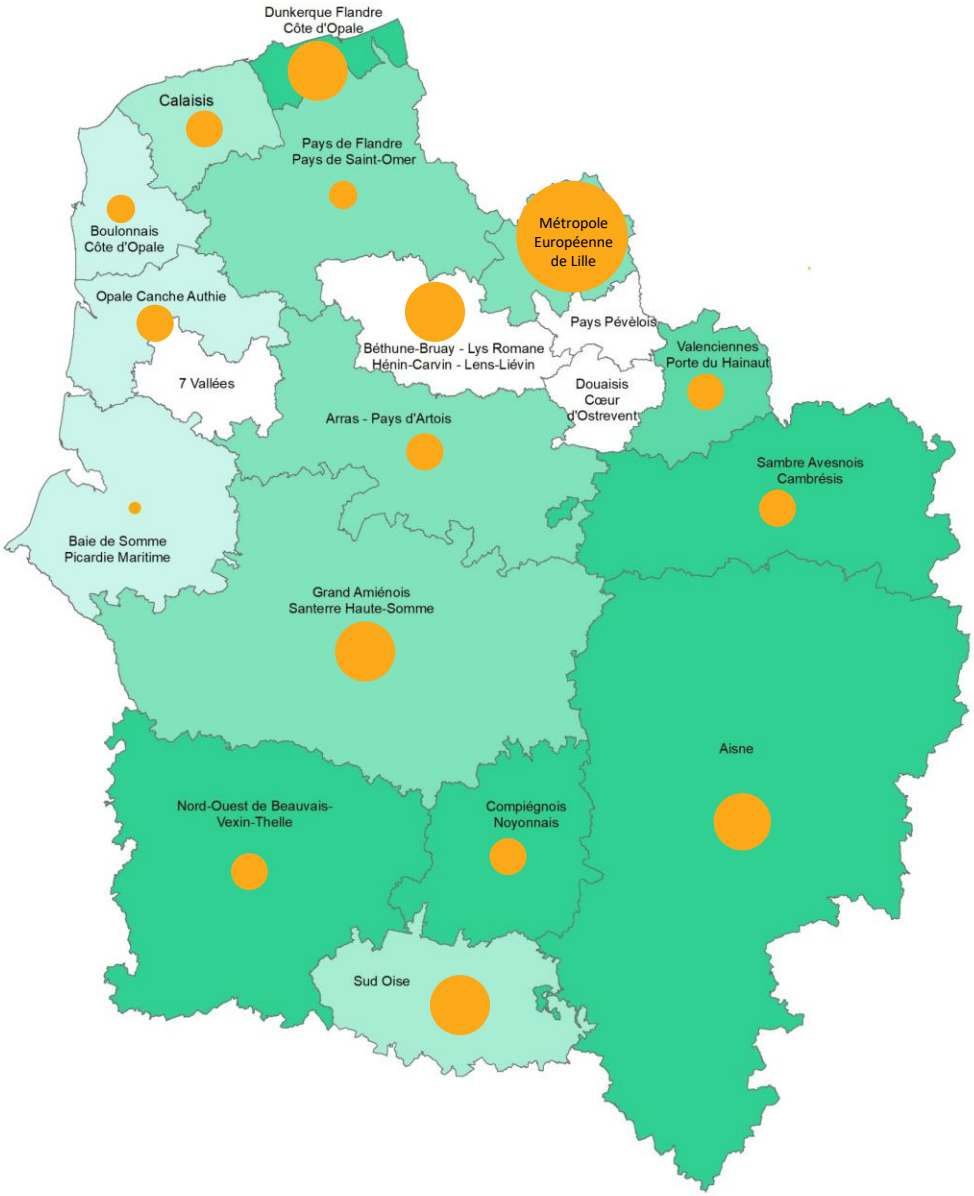 Dunkerque Flandre
Côte d'Opale
Calaisis
Pays de Flandre
Pays de Saint-Omer
Métropole
Européenne
de Lille
Boulonnais
Côte d'Opale
Opale Canche Authie
Pays Pévèlois
Béthune-Bruay - Lys Romane
Hénin-Carvin - Lens-Liévin
Valenciennes
Porte du Hainaut
7 Vallées
Douaisis
Cœur
d'Ostrevent
Arras - Pays d'Artois
Sambre Avesnois
Cambrésis
Baie de Somme
Picardie Maritime
Grand Amiénois
Santerre Haute-Somme
Aisne
Nord-Ouest de Beauvais-
Vexin-Thelle
Compiégnois
Noyonnais
Sud Oise